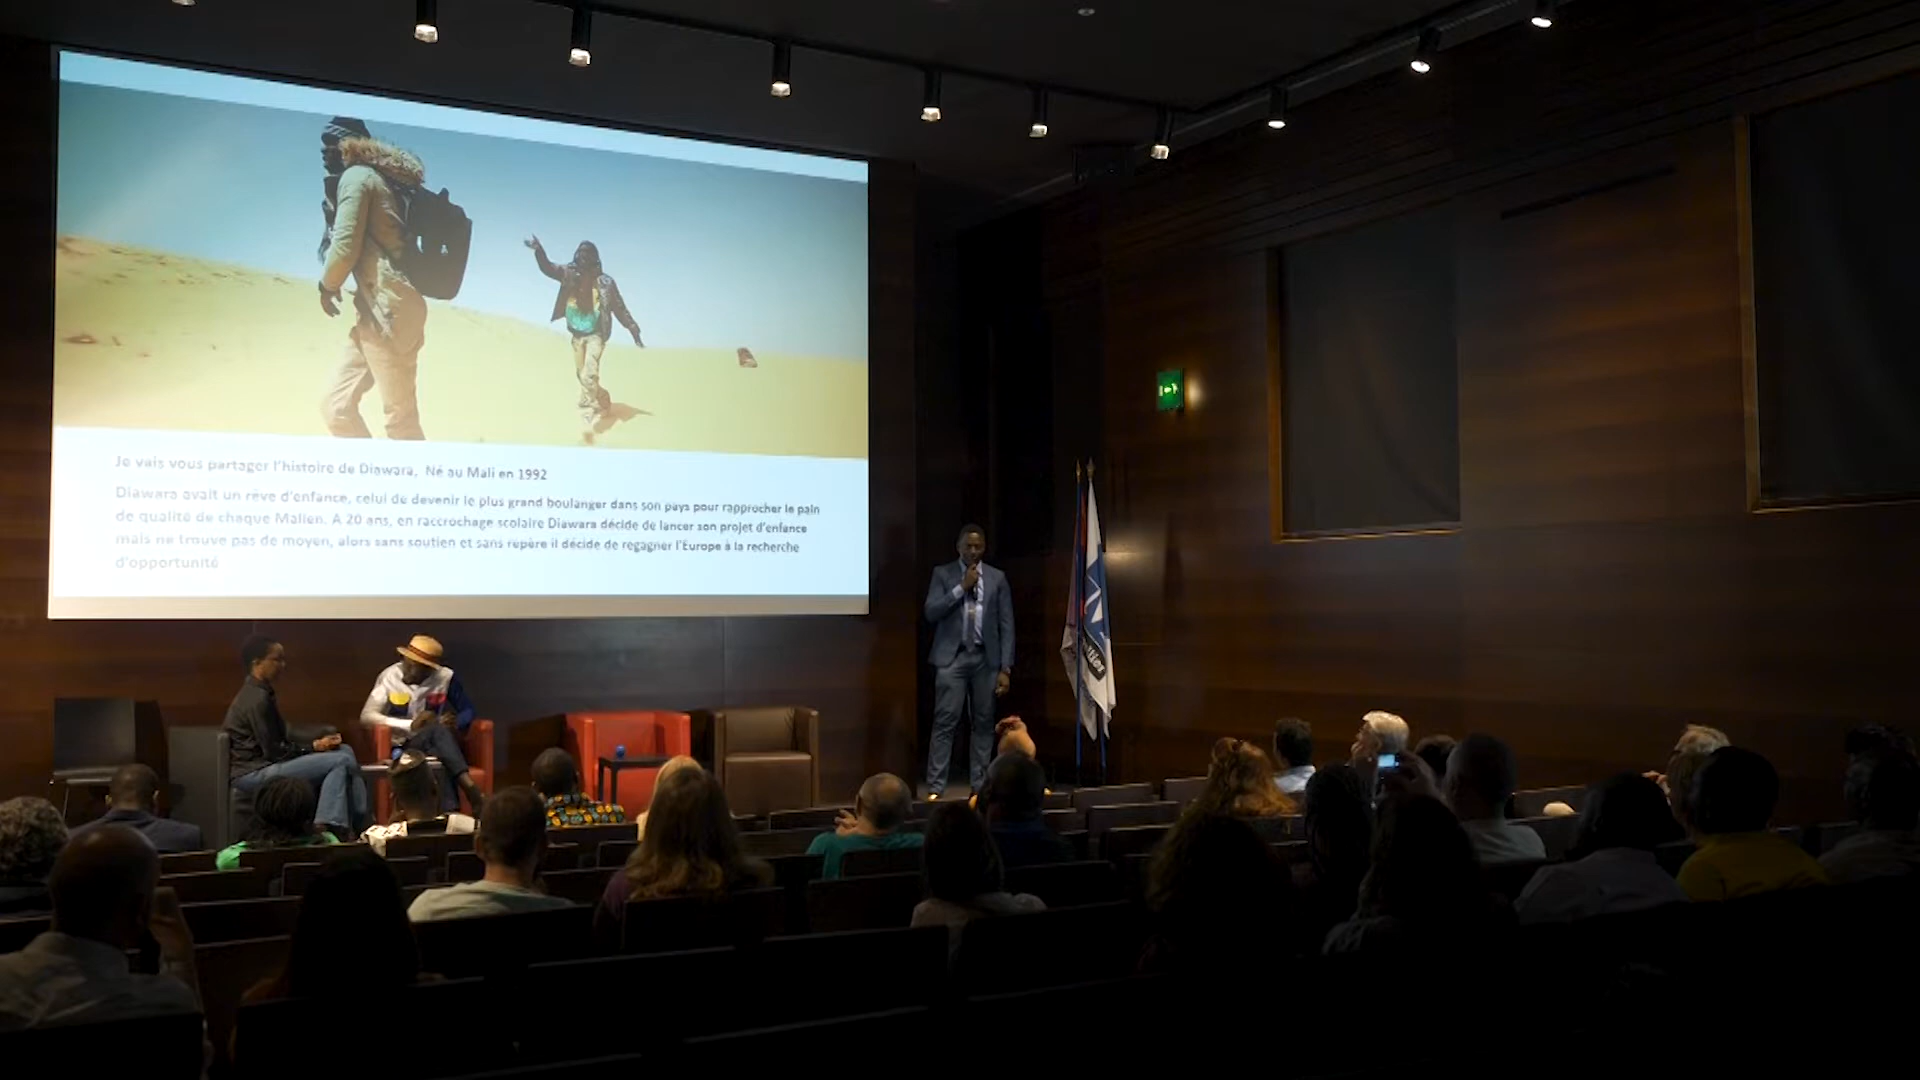 Je vais vous partager l'histoire de Diawara, Né au Mali en 1992
Diawara avait un rêve d'enfance, celui de devenir le plus grand boulanger dans son pays pour rapprocher le pain
de qualité de chaque Malien. A 20 ans, en raccrochage scolaire Diawara décide de lancer son projet d'enfance
mais ne trouve pas de moyen, alors sans soutien et sans repère il décide de regagner l'Europe à la recherche
d'opportunité